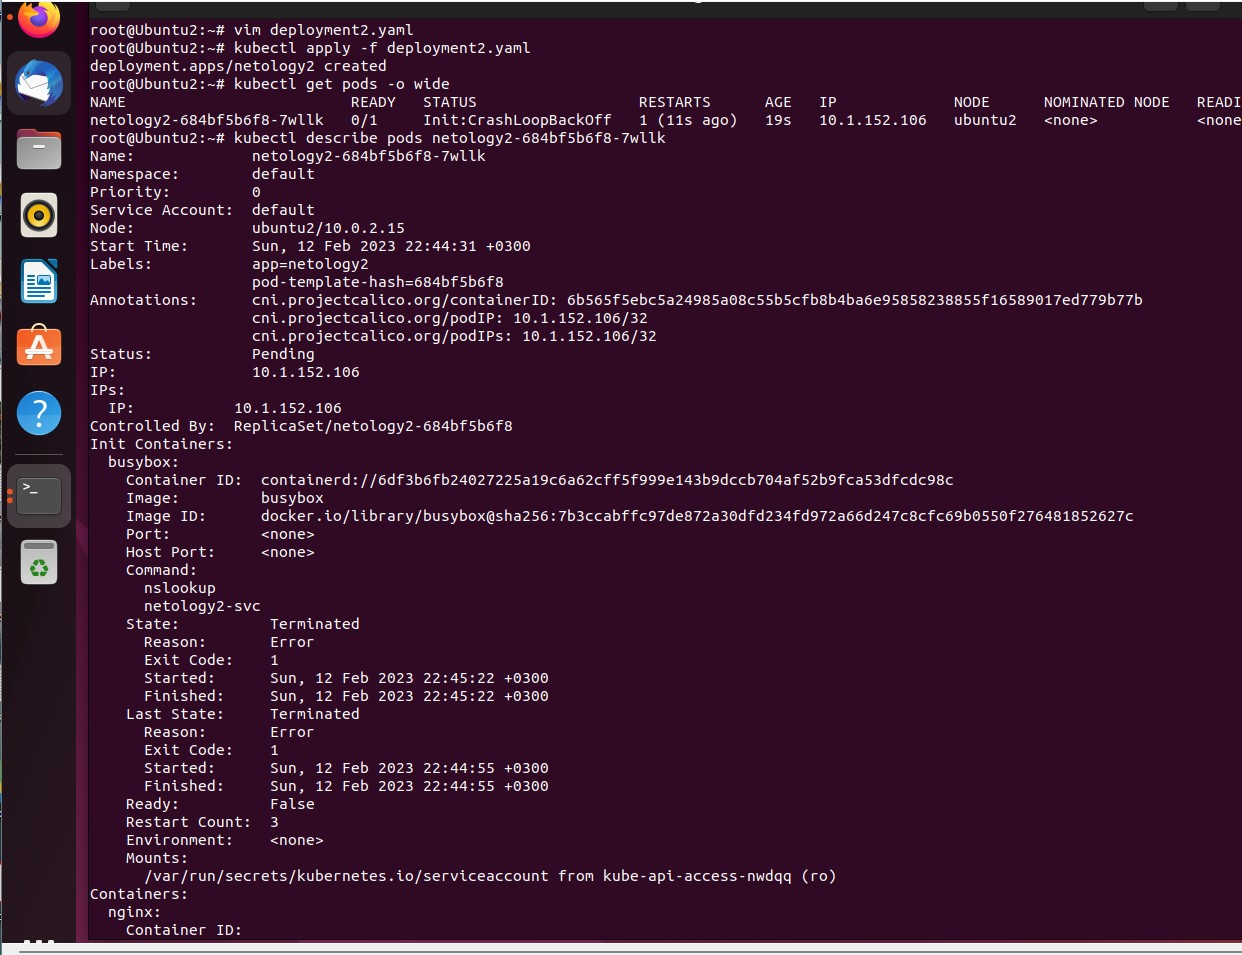 root@Ubuntu2:~# vim deployment2.yaml
root@Ubuntu2:~# kubectl apply -f deployment2.yaml
deployment.apps/netology2 created
root@Ubuntu2:~# kubectl get pods -o wide
NAME READY STATUS RESTARTS AGE IP NODE NOMINATED NODE READI
netology2-684bf5b6f8-7wllk 0/1 Init:CrashLoopBackOff 1 (11s ago) 19s 10.1.152.106 ubuntu2 <none> <none
root@Ubuntu2:~# kubectl describe pods netology2-684bf5b6f8-7wllk
Name: netology2-684bf5b6f8-7wllk
Namespace: default
Priority: 0
Service Account: default
Node: ubuntu2/10.0.2.15
Start Time: Sun, 12 Feb 2023 22:44:31 +0300
Labels: app=netology2
pod-template-hash=684bf5b6f8
Annotations: cni.projectcalico.org/containerID: 6b565f5ebc5a24985a08c55b5cfb8b4ba6e95858238855f16589017ed779b77b
cni.projectcalico.org/podIP: 10.1.152.106/32
cni.projectcalico.org/podIPs: 10.1.152.106/32
Status: Pending
IP: 10.1.152.106
IPs:
IP: 10.1.152.106
Controlled By: ReplicaSet/netology2-684bf5b6f8
Init Containers:
busybox:
Container ID: containerd://6df3b6fb24027225a19c6a62cff5f999e143b9dccb704af52b9fca53dfcdc98c
Image: busybox
Image ID: docker.io/library/busybox@sha256:7b3ccabffc97de872a30dfd234fd972a66d247c8cfc69b0550f276481852627c
Port: <none>
Host Port: <none>
Command:
nslookup
netology2-svc
State: Terminated
Reason: Error
Exit Code: 1
Started: Sun, 12 Feb 2023 22:45:22 +0300
Finished: Sun, 12 Feb 2023 22:45:22 +0300
Last State: Terminated
Reason: Error
Exit Code: 1
Started: Sun, 12 Feb 2023 22:44:55 +0300
Finished: Sun, 12 Feb 2023 22:44:55 +0300
Ready: False
Restart Count: 3
Environment: <none>
Mounts:
/var/run/secrets/kubernetes.io/serviceaccount from kube-api-access-nwdqq (ro)
Containers:
nginx:
Container ID: